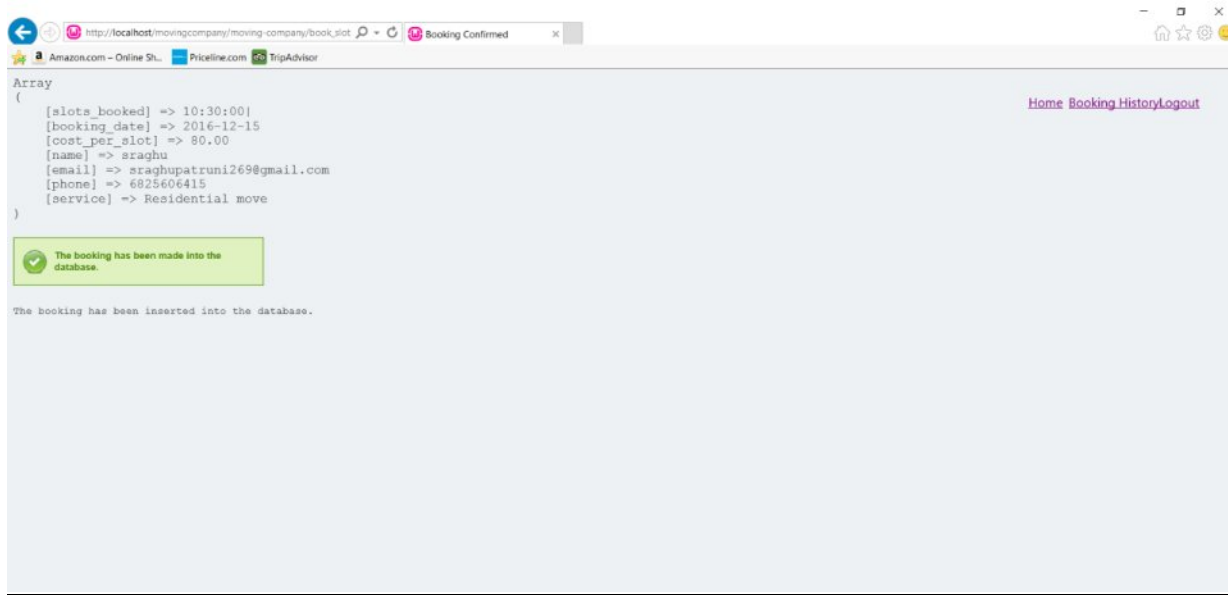 http://localhost/movingcompany/moving-company/book_slot
Booking Confirmed
Amazon.com – Online Sh...
Priceline.com
TripAdvisor
Home Booking HistoryLogout
Array
(
[slots_booked] => 10:30:00|
[booking_date] => 2016-12-15
[cost_per_slot] => 80.00
[name] => sraghu
[email] => sraghupatruni269@gmail.com
[phone] => 6825606415
[service] => Residential move
)
The booking has been made into the
database.
The booking has been inserted into the database.